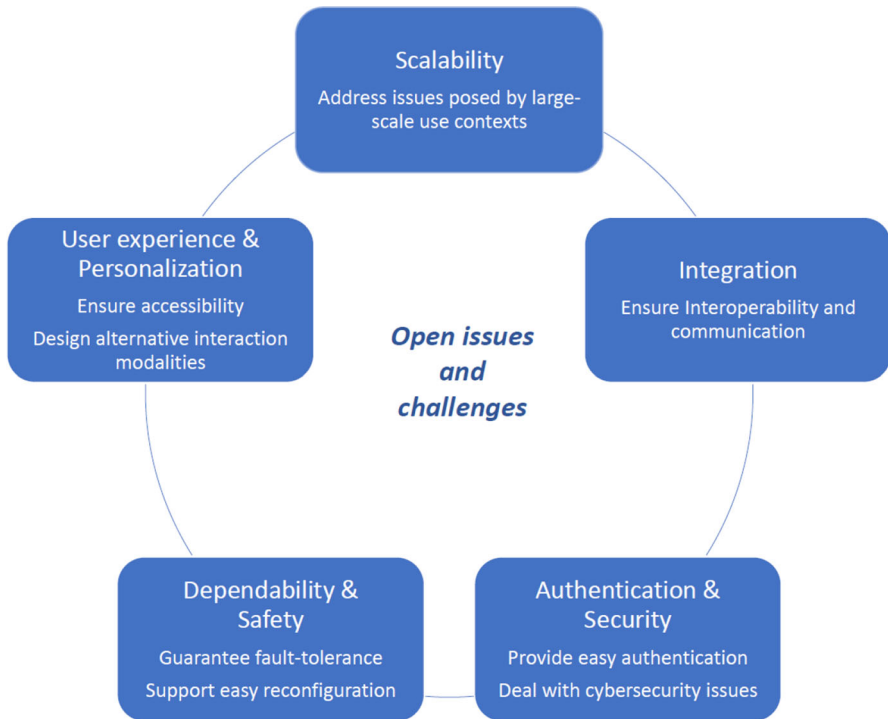 Scalability
Address issues posed by large-
scale use contexts
User experience &
Personalization
Ensure accessibility
Design alternative interaction
modalities
Integration
Ensure Interoperability and
communication
Open issues
and
challenges
Dependability &
Safety
Guarantee fault-tolerance
Support easy reconfiguration
Authentication &
Security
Provide easy authentication
Deal with cybersecurity issues